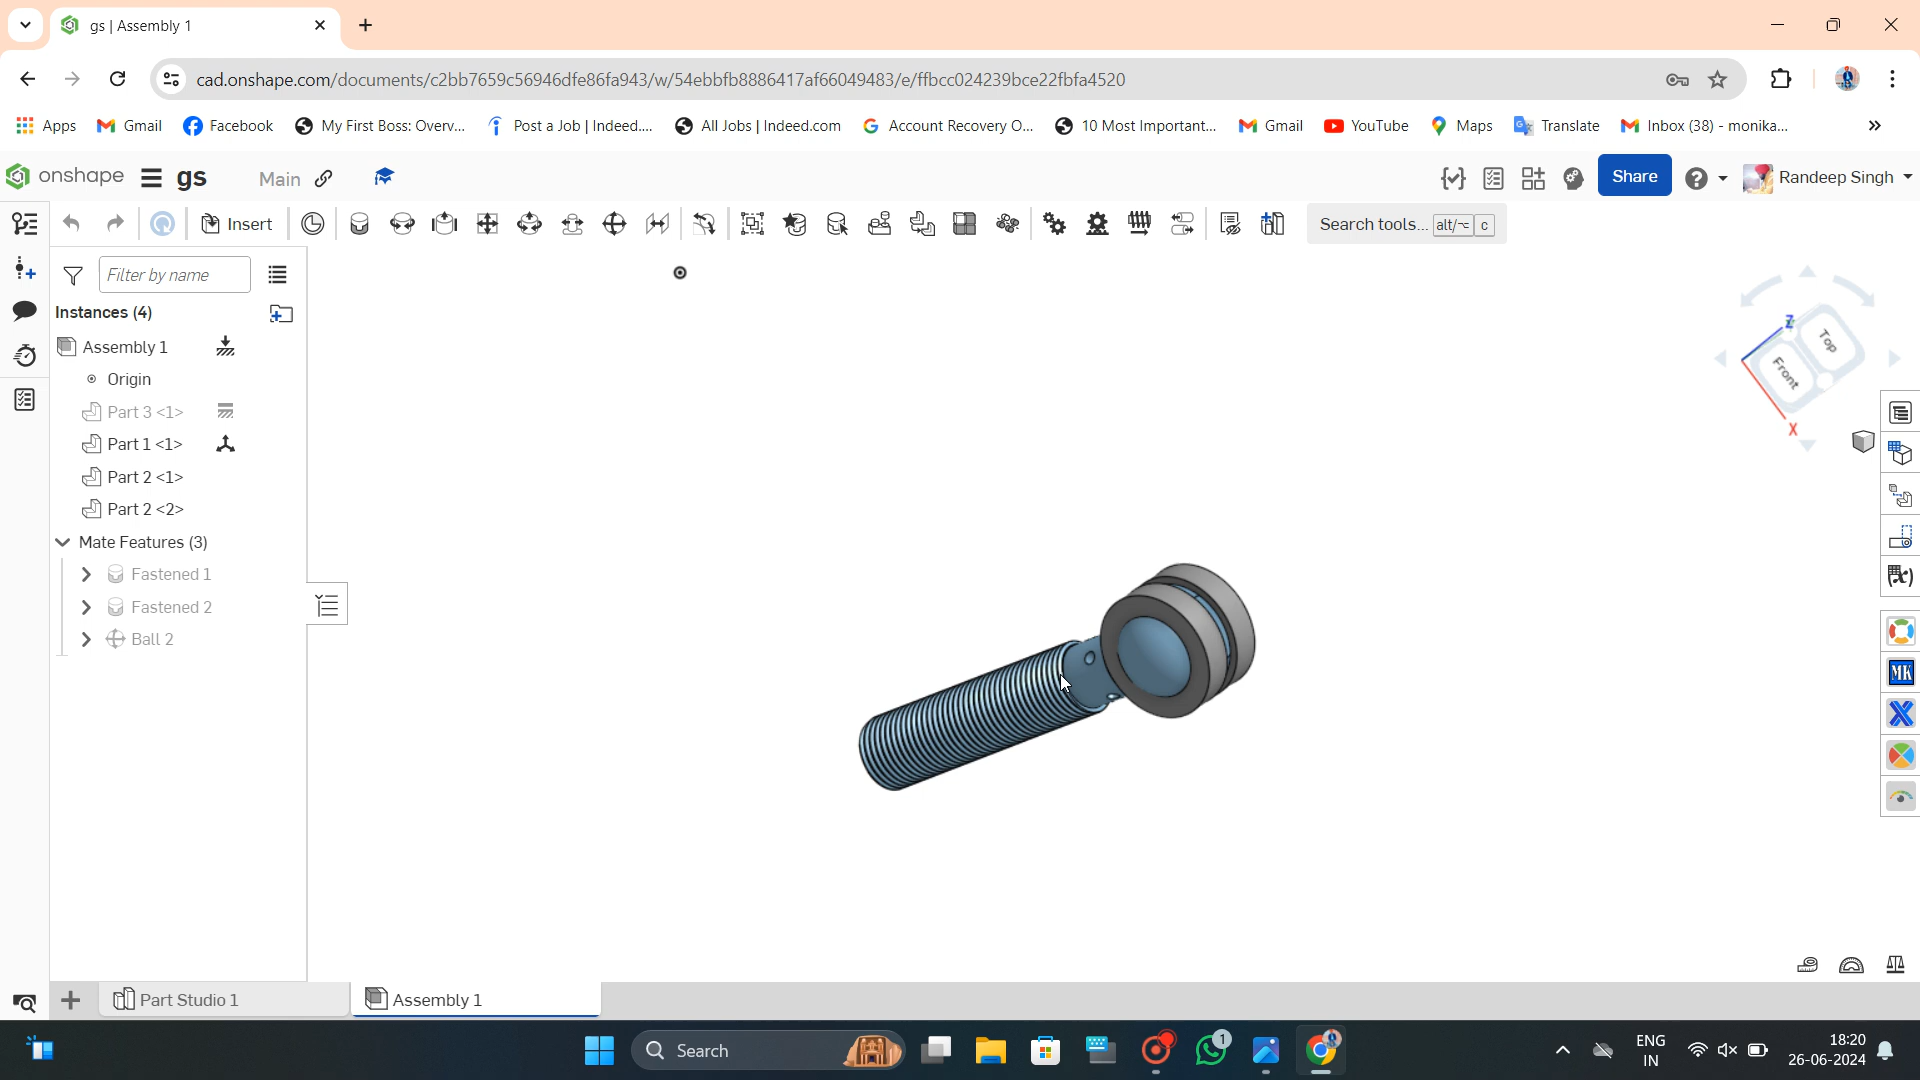 gs | Assembly 1
cad.onshape.com/documents/c2bb7659c56946dfe86fa943/w/54ebbfb8886417af66049483/e/ffbcc024239bce22fbfa4520
Apps Gmail Facebook My First Boss: Overv... Post a Job | Indeed.... All Jobs | Indeed.com Account Recovery O... 10 Most Important... Gmail YouTube Maps Translate Inbox (38) - monika...
onshape gs Main Share Randeep Singh
Insert Search tools... alt/⌥ c
Filter by name
Instances (4)
Assembly 1
Origin
Part 3 <1>
Part 1 <1>
Part 2 <1>
Part 2 <2>
Mate Features (3)
Fastened 1
Fastened 2
Ball 2
Z
Top
Front
X
MK
(x)
Part Studio 1 Assembly 1
Search 1 ENG 18:20
IN 26-06-2024